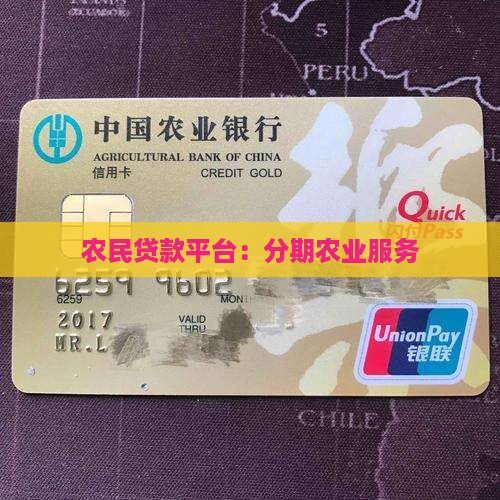 PERU
中国农业银行
AGRICULTURAL BANK OF CHINA
信用卡 CREDIT GOLD
Quick
闪付Pass
农民贷款平台：分期农业服务
6259 9602
6259
MON
2017 VALID THRU
MR.L
UnionPay
银联
CHILE